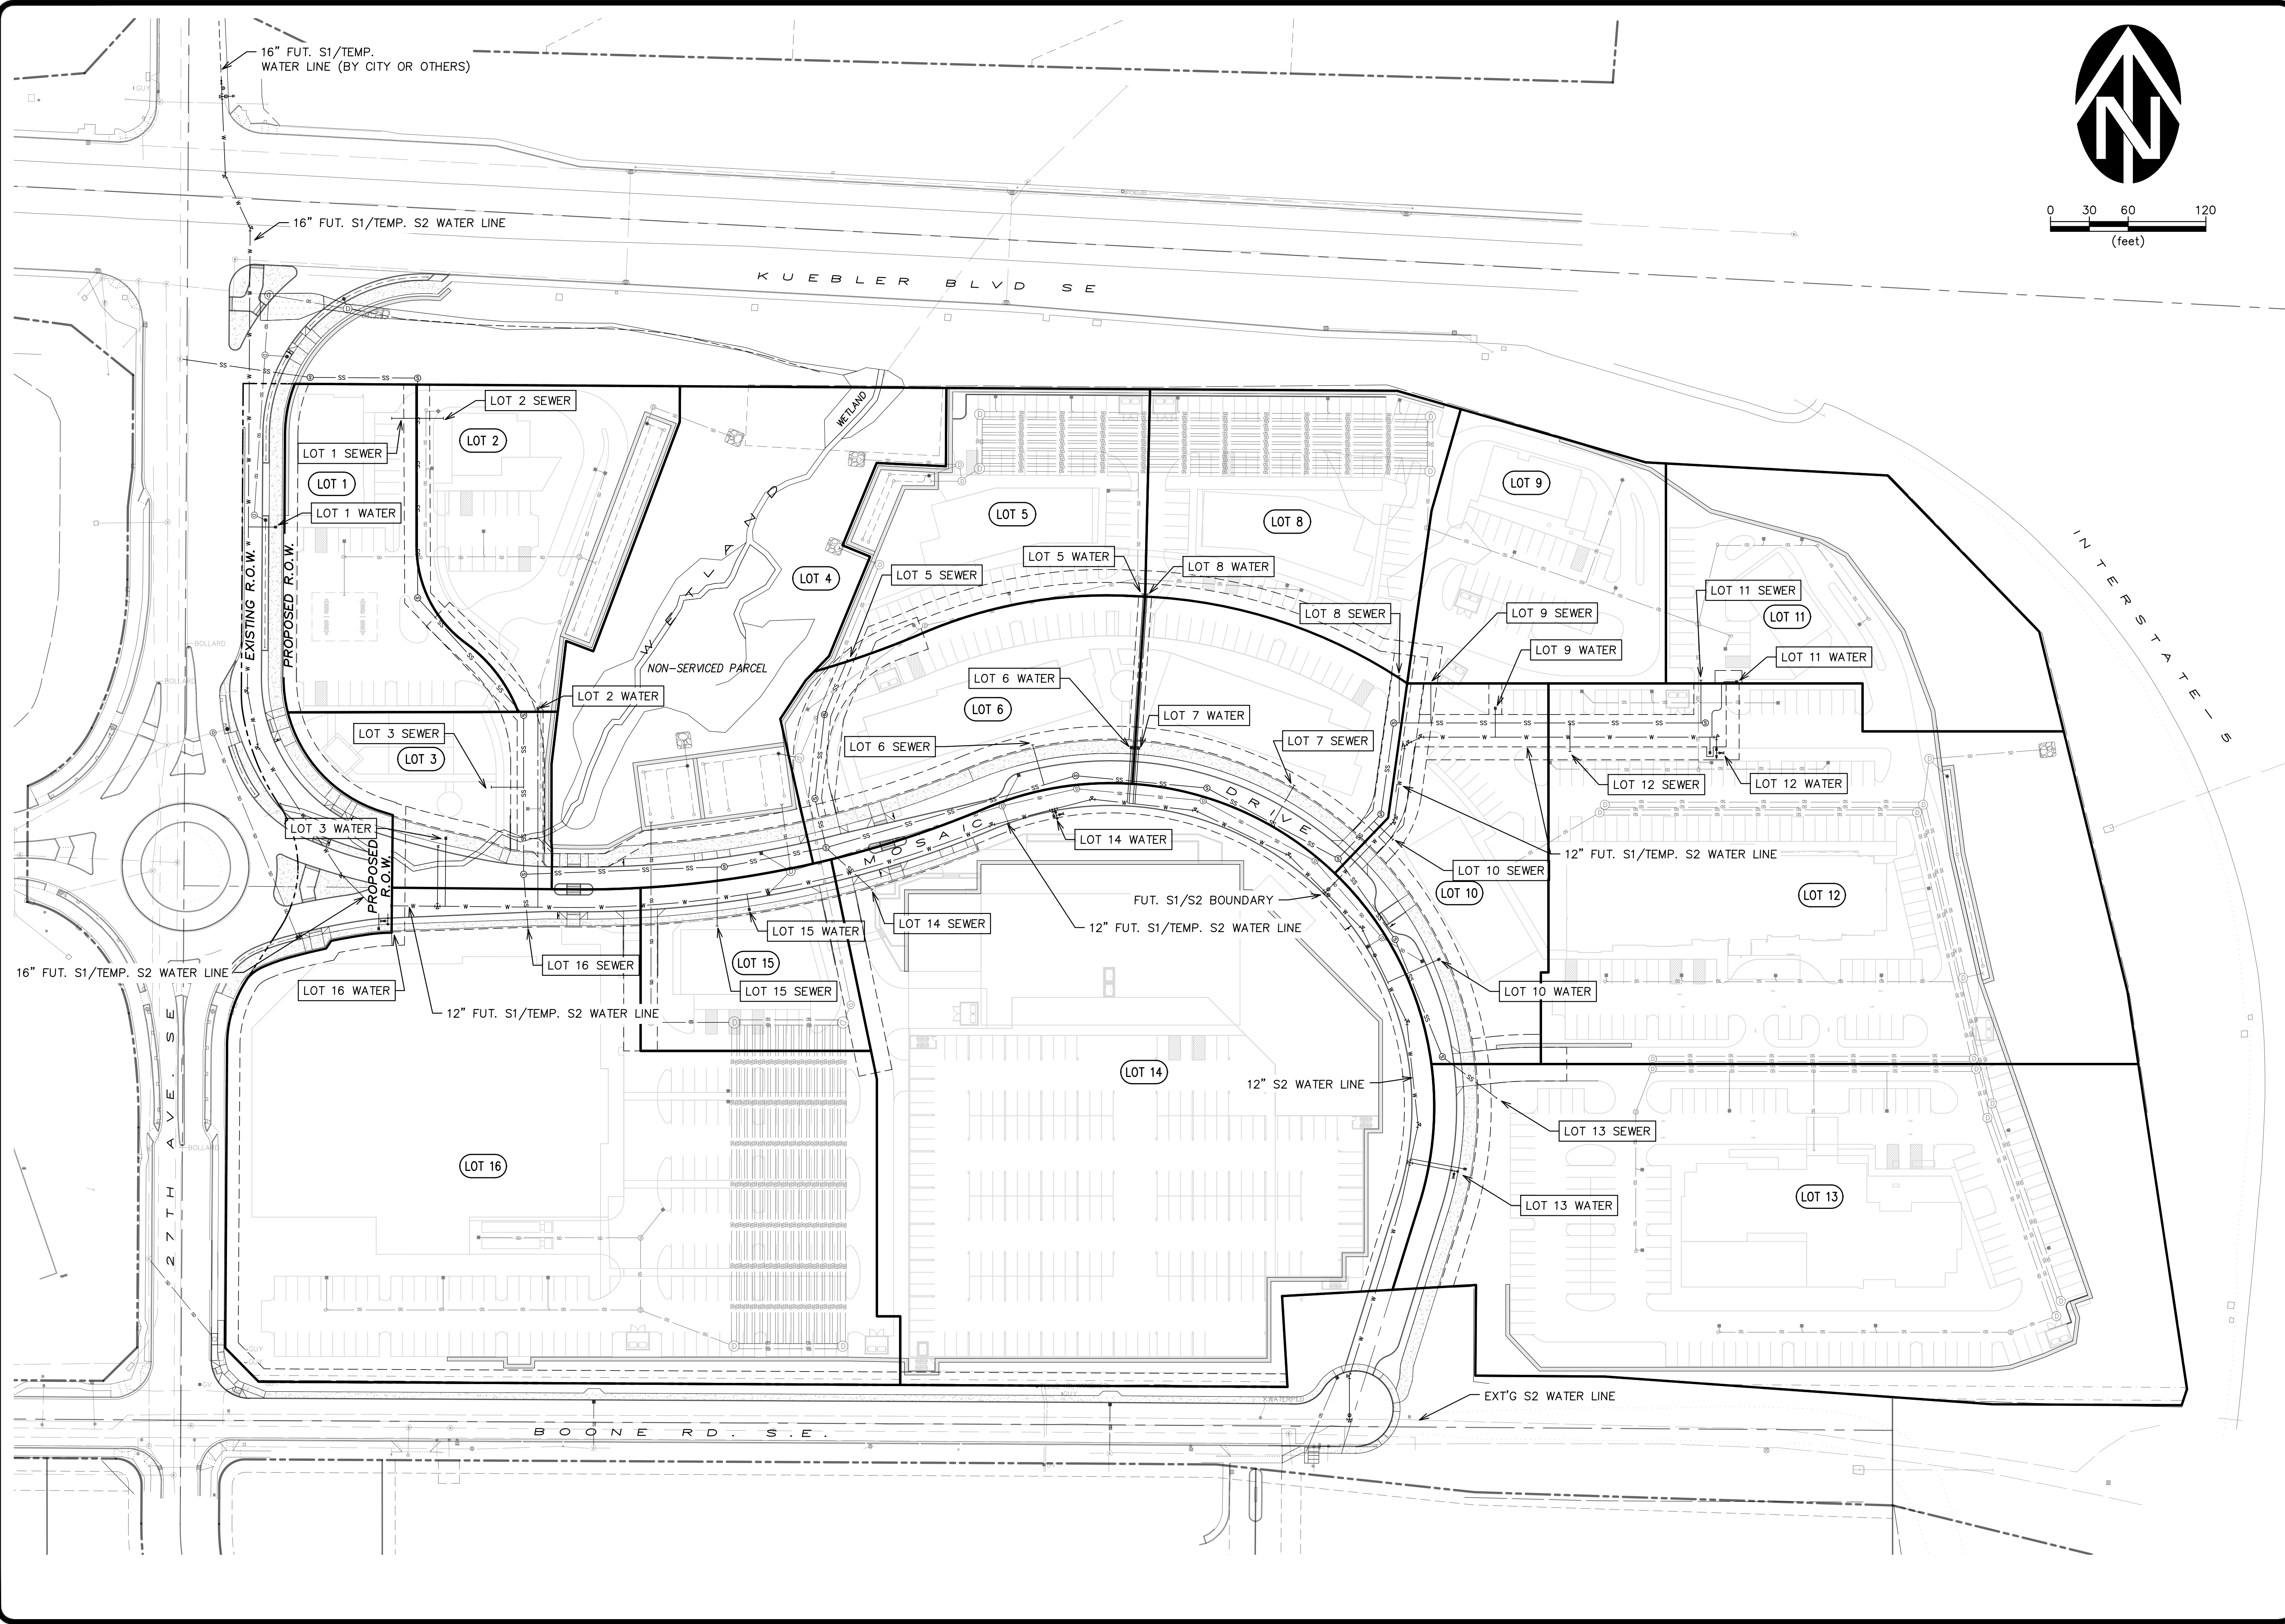 16" FUT. S1/TEMP.
WATER LINE (BY CITY OR OTHERS)
GUY
N
0 30 60 120
(feet)
16" FUT. S1/TEMP. S2 WATER LINE
KUEBLER BLVD SE
LOT 2 SEWER
LOT 2
LOT 1 SEWER
LOT 1
LOT 1 WATER
WETLAND
LOT 5
LOT 8
LOT 9
INTERSTATE-5
EXISTING R.O.W.
PROPOSED R.O.W.
WETLAND
LOT 4
LOT 5 SEWER
LOT 5 WATER
LOT 8 WATER
LOT 8 SEWER
LOT 9 SEWER
LOT 9 WATER
LOT 11 SEWER
LOT 11
LOT 11 WATER
BOLLARD
BOLLARD
NON-SERVICED PARCEL
LOT 2 WATER
LOT 3 SEWER
LOT 3
LOT 6 WATER
LOT 6
LOT 7 WATER
LOT 6 SEWER
LOT 7 SEWER
LOT 12 SEWER
LOT 12 WATER
LOT 3 WATER
MOSAIC DRIVE
LOT 14 WATER
12" FUT. S1/TEMP. S2 WATER LINE
LOT 10 SEWER
LOT 10
LOT 12
PROPOSED
R.O.W.
FUT. S1/S2 BOUNDARY
12" FUT. S1/TEMP. S2 WATER LINE
LOT 14 SEWER
LOT 15 WATER
LOT 15
LOT 15 SEWER
LOT 16 SEWER
16" FUT. S1/TEMP. S2 WATER LINE
LOT 16 WATER
12" FUT. S1/TEMP. S2 WATER LINE
LOT 10 WATER
LOT 14
12" S2 WATER LINE
LOT 13 SEWER
27TH AVE. SE
BOLLARD
LOT 16
LOT 13 WATER
LOT 13
GUY
GUY
WATERPED
EXT'G S2 WATER LINE
BOONE RD. S.E.